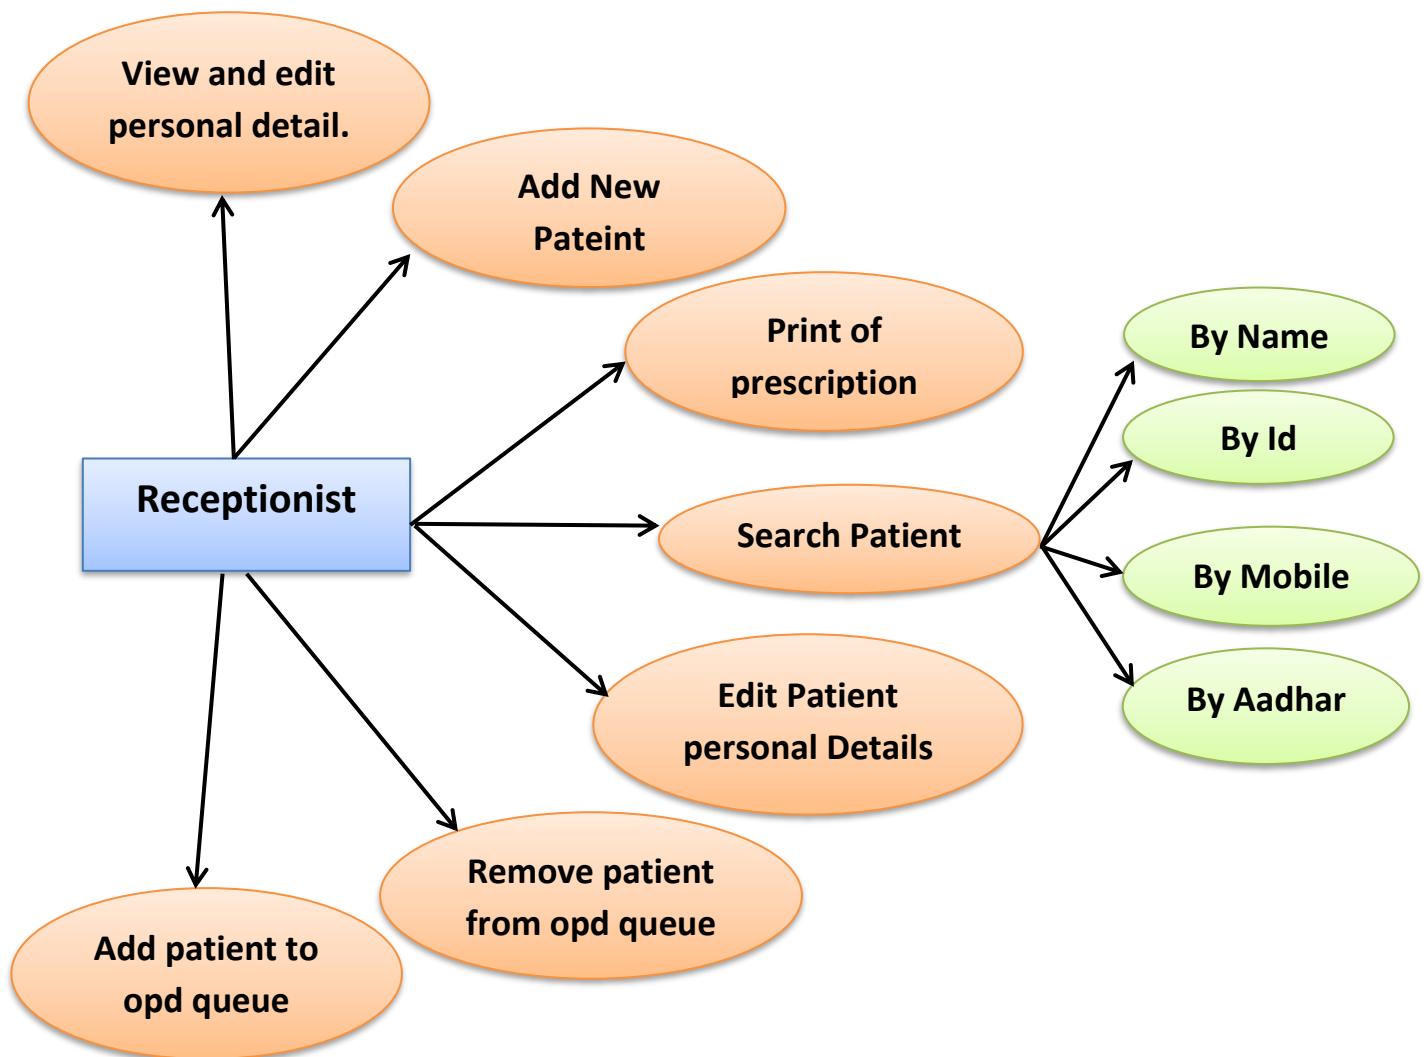 View and edit
personal detail.
Add New
Pateint
Print of
prescription
By Name
By Id
Receptionist
Search Patient
By Mobile
Edit Patient
personal Details
By Aadhar
Remove patient
from opd queue
Add patient to
opd queue